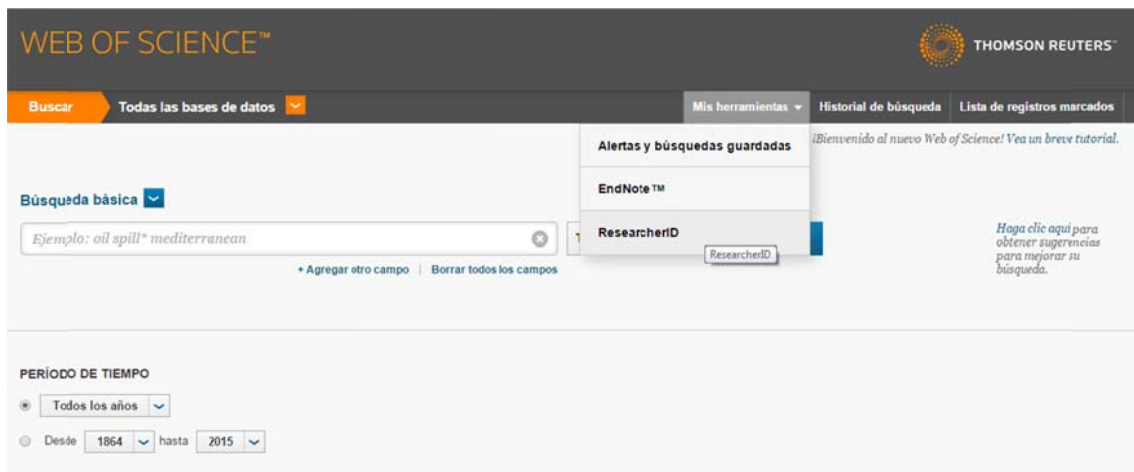 WEB OF SCIENCE™
THOMSON REUTERS™
Buscar Todas las bases de datos Mis herramientas Historial de búsqueda Lista de registros marcados
¡Bienvenido al nuevo Web of Science! Vea un breve tutorial.
Alertas y búsquedas guardadas
EndNote™
ResearcherID
ResearcherID
Búsqueda básica
Ejemplo: oil spill* mediterranean
+ Agregar otro campo | Borrar todos los campos
Haga clic aquí para
obtener sugerencias
para mejorar su
búsqueda.
PERÍODO DE TIEMPO
Todos los años
Desde 1864 hasta 2015